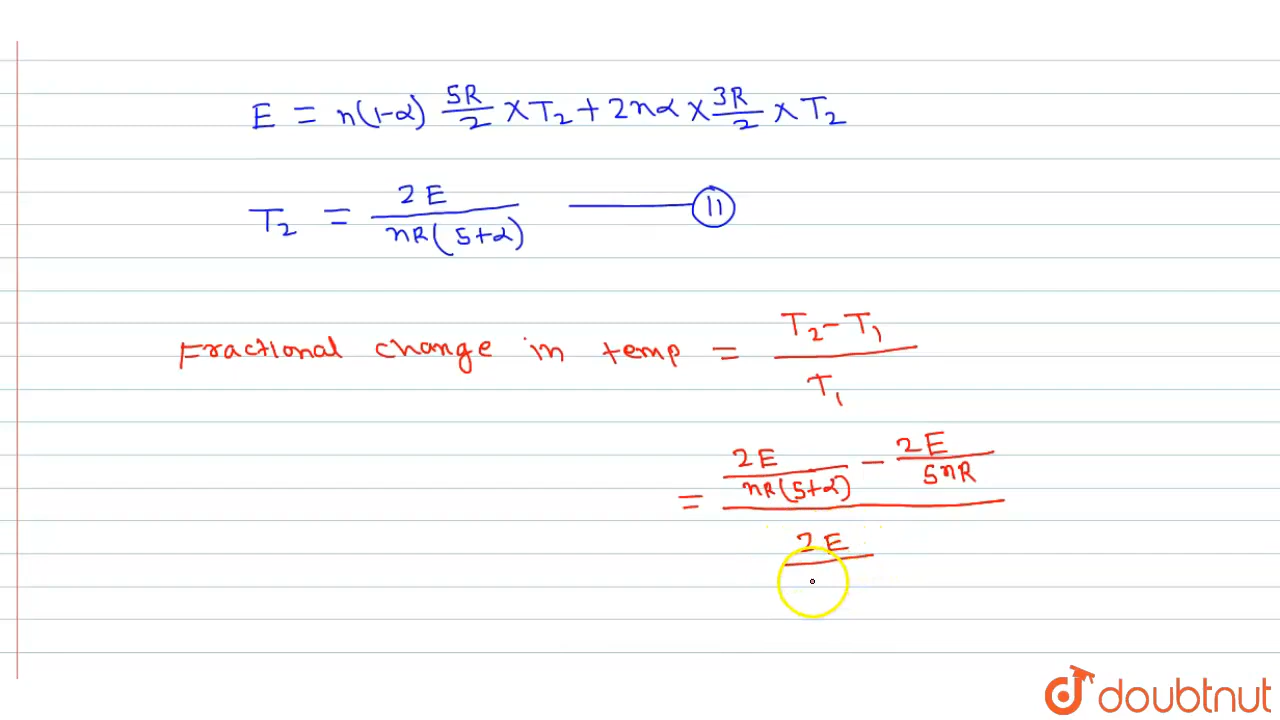 E = n(1-α) 5R/2 × T₂ + 2nα × 3R/2 × T₂
T₂ = 2E / nR(5+α) —— (11)
Fractional change in temp = T₂ - T₁ / T₁
= 2E / nR(5+α) - 2E / 5nR
2E
doubtnut